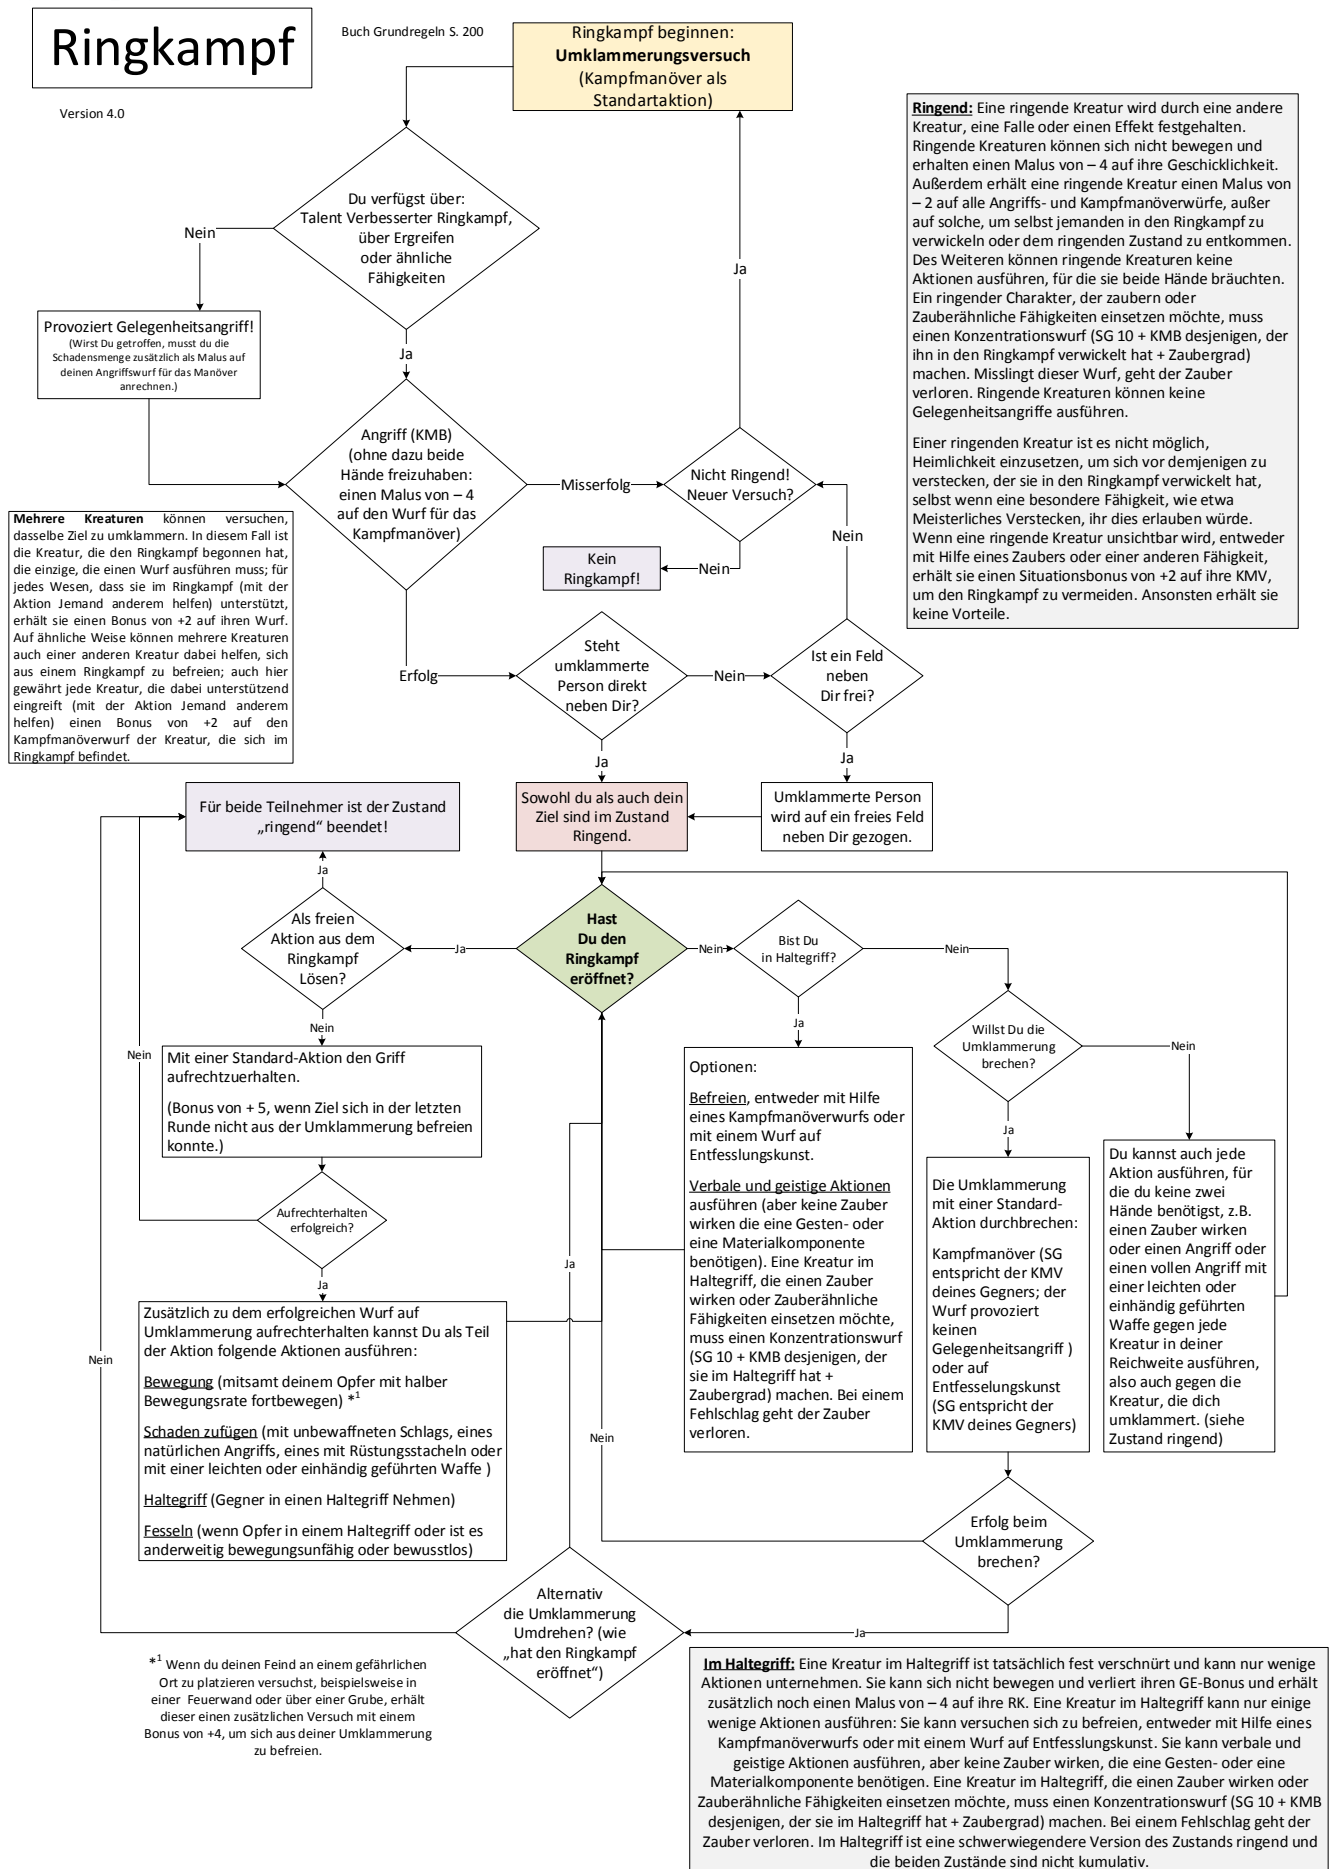 Ringkampf
Buch Grundregeln S. 200
Version 4.0
Ringkampf beginnen:
Umklammerungsversuch
(Kampfmanöver als
Standartaktion)
Ringend: Eine ringende Kreatur wird durch eine andere
Kreatur, eine Falle oder einen Effekt festgehalten.
Ringende Kreaturen können sich nicht bewegen und
erhalten einen Malus von – 4 auf ihre Geschicklichkeit.
Außerdem erhält eine ringende Kreatur einen Malus von
– 2 auf alle Angriffs- und Kampfmanöverwürfe, außer
auf solche, um selbst jemanden in den Ringkampf zu
verwickeln oder dem ringenden Zustand zu entkommen.
Des Weiteren können ringende Kreaturen keine
Aktionen ausführen, für die sie beide Hände bräuchten.
Ein ringender Charakter, der zaubern oder
Zauberähnliche Fähigkeiten einsetzen möchte, muss
einen Konzentrationswurf (SG 10 + KMB desjenigen, der
ihn in den Ringkampf verwickelt hat + Zaubergrad)
machen. Misslingt dieser Wurf, geht der Zauber
verloren. Ringende Kreaturen können keine
Gelegenheitsangriffe ausführen.
Einer ringenden Kreatur ist es nicht möglich,
Heimlichkeit einzusetzen, um sich vor demjenigen zu
verstecken, der sie in den Ringkampf verwickelt hat,
selbst wenn eine besondere Fähigkeit, wie etwa
Meisterliches Verstecken, ihr dies erlauben würde.
Wenn eine ringende Kreatur unsichtbar wird, entweder
mit Hilfe eines Zaubers oder einer anderen Fähigkeit,
erhält sie einen Situationsbonus von +2 auf ihre KMV,
um den Ringkampf zu vermeiden. Ansonsten erhält sie
keine Vorteile.
Du verfügst über:
Talent Verbesserter Ringkampf,
über Ergreifen
oder ähnliche
Fähigkeiten
Nein
Ja
Ja
Provoziert Gelegenheitsangriff!
(Wirst Du getroffen, musst du die
Schadensmenge zusätzlich als Malus auf
deinen Angriffswurf für das Manöver
anrechnen.)
Angriff (KMB)
(ohne dazu beide
Hände freizuhaben:
einen Malus von – 4
auf den Wurf für das
Kampfmanöver)
Misserfolg
Nicht Ringend!
Neuer Versuch?
Nein
Nein
Kein
Ringkampf!
Mehrere Kreaturen können versuchen,
dasselbe Ziel zu umklammern. In diesem Fall ist
die Kreatur, die den Ringkampf begonnen hat,
die einzige, die einen Wurf ausführen muss; für
jedes Wesen, dass sie im Ringkampf (mit der
Aktion Jemand anderem helfen) unterstützt,
erhält sie einen Bonus von +2 auf ihren Wurf.
Auf ähnliche Weise können mehrere Kreaturen
auch einer anderen Kreatur dabei helfen, sich
aus einem Ringkampf zu befreien; auch hier
gewährt jede Kreatur, die dabei unterstützend
eingreift (mit der Aktion Jemand anderem
helfen) einen Bonus von +2 auf den
Kampfmanöverwurf der Kreatur, die sich im
Ringkampf befindet.
Erfolg
Steht
umklammerte
Person direkt
neben Dir?
Nein
Ist ein Feld
neben
Dir frei?
Ja
Ja
Für beide Teilnehmer ist der Zustand
„ringend“ beendet!
Sowohl du als auch dein
Ziel sind im Zustand
Ringend.
Umklammerte Person
wird auf ein freies Feld
neben Dir gezogen.
Ja
Als freien
Aktion aus dem
Ringkampf
Lösen?
Ja
Hast
Du den
Ringkampf
eröffnet?
Nein
Bist Du
in Haltegriff?
Nein
Nein
Nein
Ja
Willst Du die
Umklammerung
brechen?
Nein
Ja
Mit einer Standard-Aktion den Griff
aufrechtzuerhalten.
(Bonus von + 5, wenn Ziel sich in der letzten
Runde nicht aus der Umklammerung befreien
konnte.)
Aufrechterhalten
erfolgreich?
Ja
Optionen:
Befreien, entweder mit Hilfe
eines Kampfmanöverwurfs oder
mit einem Wurf auf
Entfesslungskunst.
Verbale und geistige Aktionen
ausführen (aber keine Zauber
wirken die eine Gesten- oder
eine Materialkomponente
benötigen). Eine Kreatur im
Haltegriff, die einen Zauber
wirken oder Zauberähnliche
Fähigkeiten einsetzen möchte,
muss einen Konzentrationswurf
(SG 10 + KMB desjenigen, der
sie im Haltegriff hat +
Zaubergrad) machen. Bei einem
Fehlschlag geht der Zauber
verloren.
Die Umklammerung
mit einer Standard-
Aktion durchbrechen:
Kampfmanöver (SG
entspricht der KMV
deines Gegners; der
Wurf provoziert
keinen
Gelegenheitsangriff )
oder auf
Entfesselungskunst
(SG entspricht der
KMV deines Gegners)
Du kannst auch jede
Aktion ausführen, für
die du keine zwei
Hände benötigst, z.B.
einen Zauber wirken
oder einen Angriff oder
einen vollen Angriff mit
einer leichten oder
einhändig geführten
Waffe gegen jede
Kreatur in deiner
Reichweite ausführen,
also auch gegen die
Kreatur, die dich
umklammert. (siehe
Zustand ringend)
Zusätzlich zu dem erfolgreichen Wurf auf
Umklammerung aufrechterhalten kannst Du als Teil
der Aktion folgende Aktionen ausführen:
Bewegung (mitsamt deinem Opfer mit halber
Bewegungsrate fortbewegen) *1
Schaden zufügen (mit unbewaffneten Schlags, eines
natürlichen Angriffs, eines mit Rüstungsstacheln oder
mit einer leichten oder einhändig geführten Waffe )
Haltegriff (Gegner in einen Haltegriff Nehmen)
Fesseln (wenn Opfer in einem Haltegriff oder ist es
anderweitig bewegungsunfähig oder bewusstlos)
Ja
Nein
Nein
Erfolg beim
Umklammerung
brechen?
Ja
Alternativ
die Umklammerung
Umdrehen? (wie
„hat den Ringkampf
eröffnet“)
*1 Wenn du deinen Feind an einem gefährlichen
Ort zu platzieren versuchst, beispielsweise in
einer Feuerwand oder über einer Grube, erhält
dieser einen zusätzlichen Versuch mit einem
Bonus von +4, um sich aus deiner Umklammerung
zu befreien.
Im Haltegriff: Eine Kreatur im Haltegriff ist tatsächlich fest verschnürt und kann nur wenige
Aktionen unternehmen. Sie kann sich nicht bewegen und verliert ihren GE-Bonus und erhält
zusätzlich noch einen Malus von – 4 auf ihre RK. Eine Kreatur im Haltegriff kann nur einige
wenige Aktionen ausführen: Sie kann versuchen sich zu befreien, entweder mit Hilfe eines
Kampfmanöverwurfs oder mit einem Wurf auf Entfesslungskunst. Sie kann verbale und
geistige Aktionen ausführen, aber keine Zauber wirken, die eine Gesten- oder eine
Materialkomponente benötigen. Eine Kreatur im Haltegriff, die einen Zauber wirken oder
Zauberähnliche Fähigkeiten einsetzen möchte, muss einen Konzentrationswurf (SG 10 + KMB
desjenigen, der sie im Haltegriff hat + Zaubergrad) machen. Bei einem Fehlschlag geht der
Zauber verloren. Im Haltegriff ist eine schwerwiegendere Version des Zustands ringend und
die beiden Zustände sind nicht kumulativ.